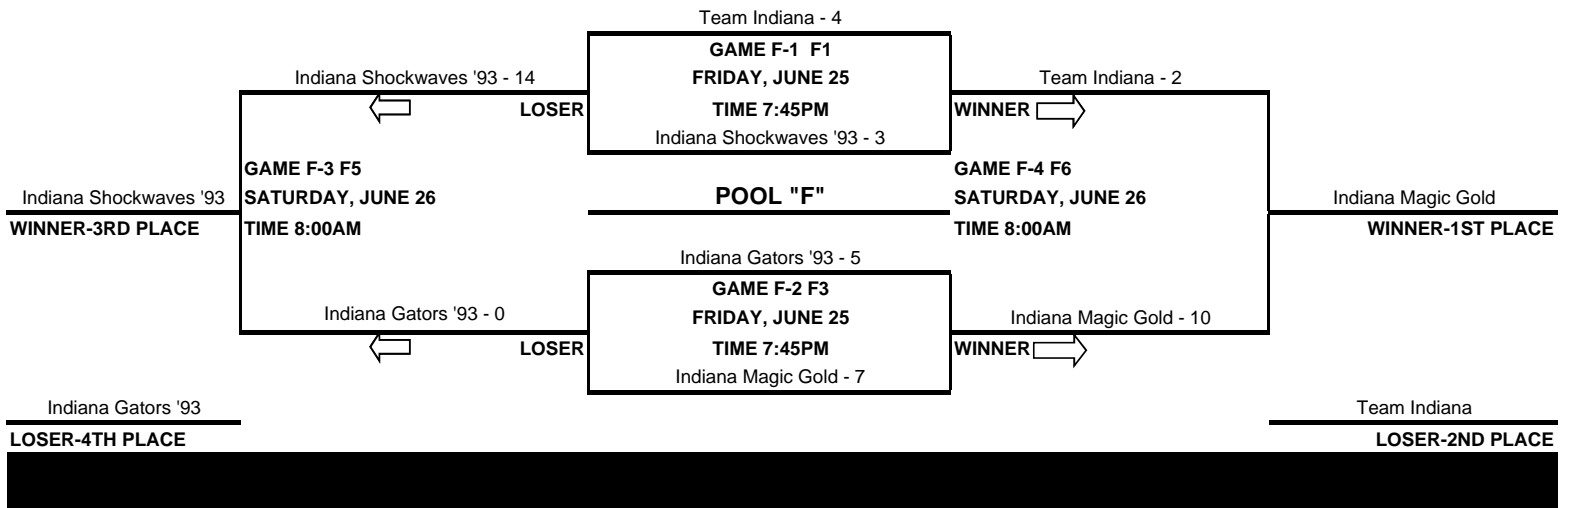 Team Indiana - 4
GAME F-1  F1
Indiana Shockwaves '93 - 14
FRIDAY, JUNE 25
Team Indiana - 2
LOSER
TIME 7:45PM
WINNER
Indiana Shockwaves '93 - 3
GAME F-3 F5
GAME F-4 F6
Indiana Shockwaves '93
SATURDAY, JUNE 26
POOL "F"
SATURDAY, JUNE 26
Indiana Magic Gold
WINNER-3RD PLACE
TIME 8:00AM
TIME 8:00AM
WINNER-1ST PLACE
Indiana Gators '93 - 5
GAME F-2 F3
Indiana Gators '93 - 0
FRIDAY, JUNE 25
Indiana Magic Gold - 10
LOSER
TIME 7:45PM
WINNER
Indiana Magic Gold - 7
Indiana Gators '93
Team Indiana
LOSER-4TH PLACE
LOSER-2ND PLACE